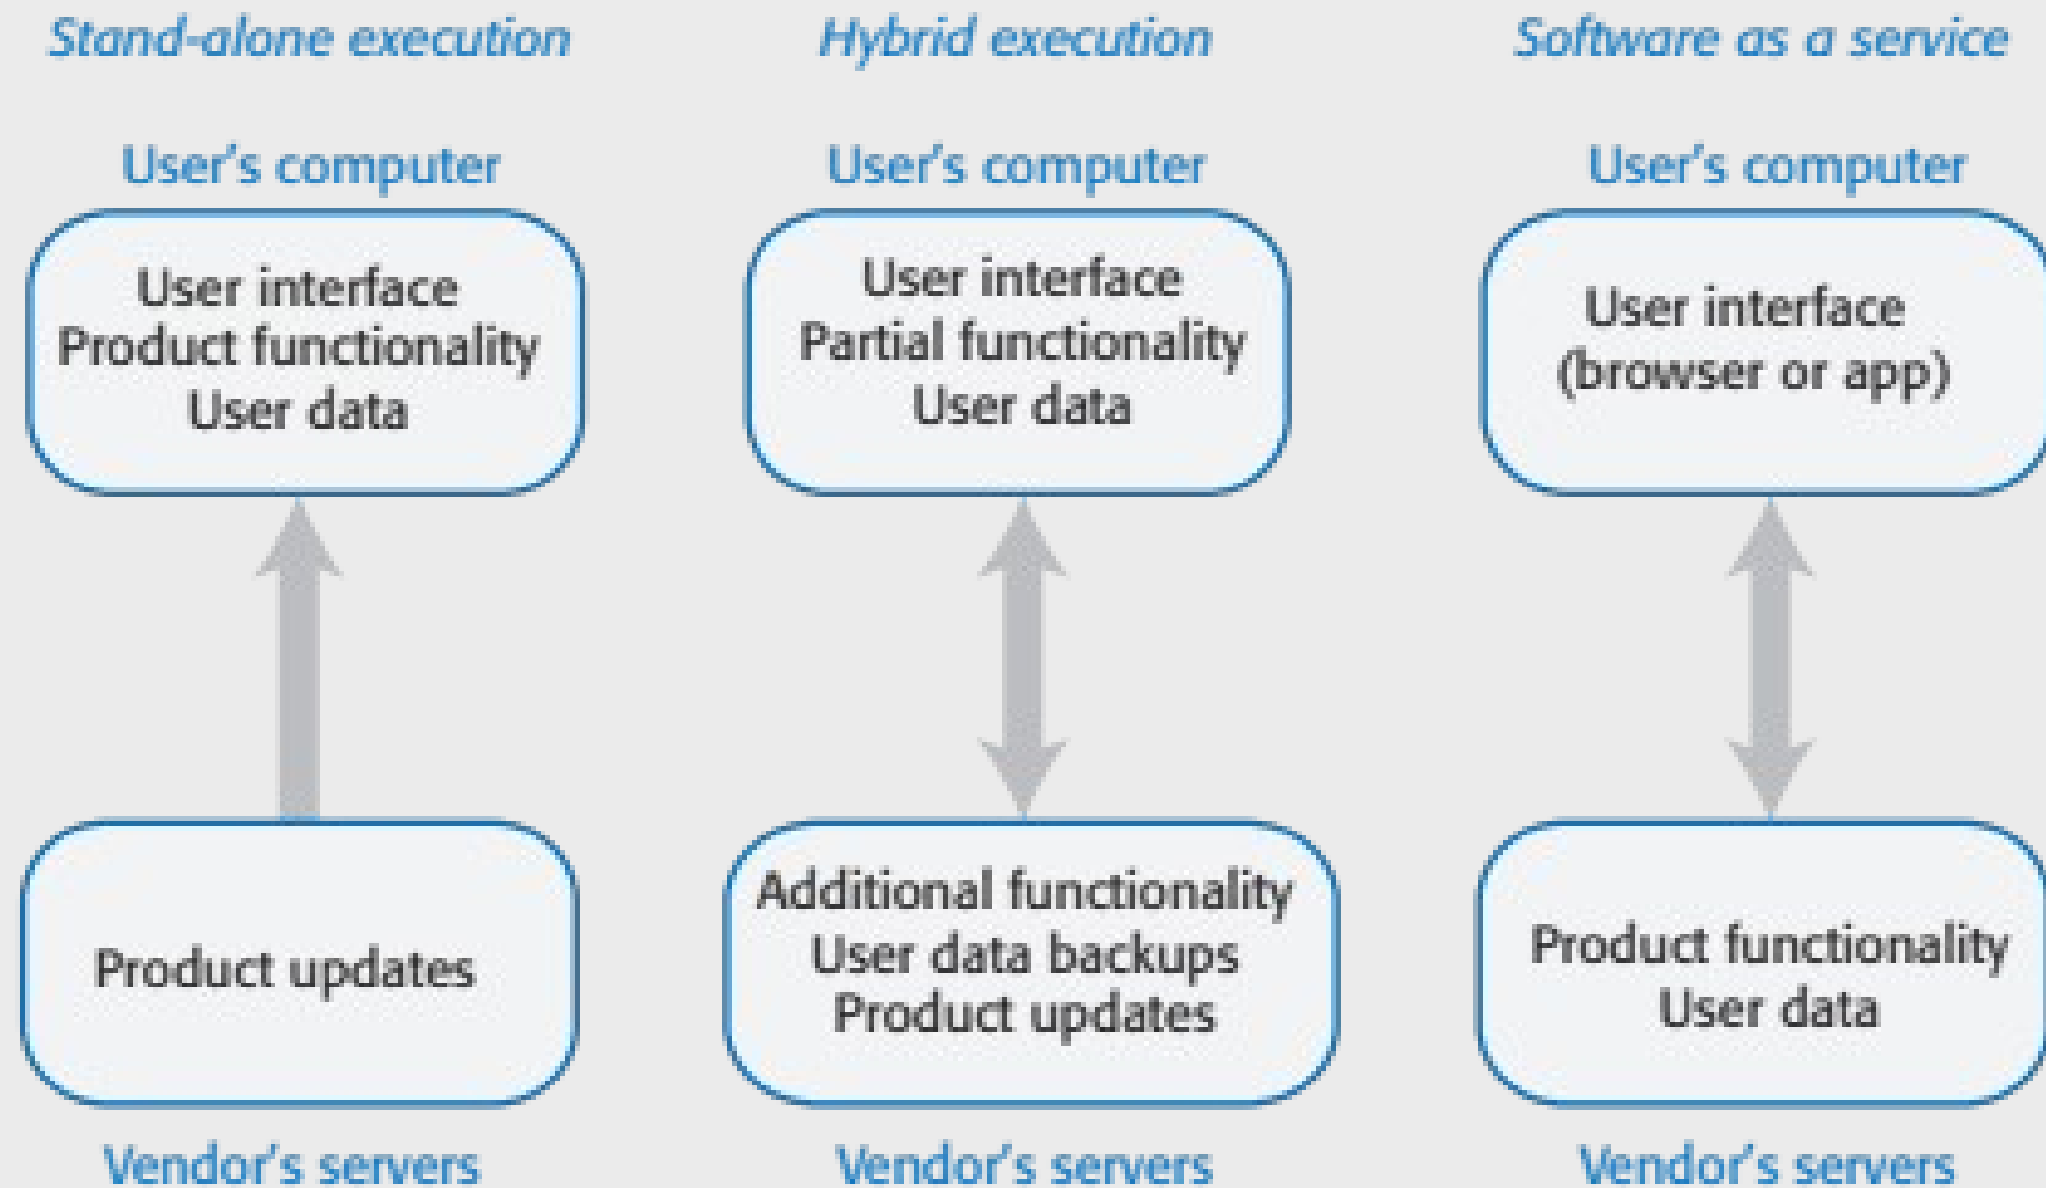 Stand-alone execution
User's computer
User interface
Product functionality
User data
Product updates
Vendor's servers
Hybrid execution
User's computer
User interface
Partial functionality
User data
Additional functionality
User data backups
Product updates
Vendor's servers
Software as a service
User's computer
User interface
(browser or app)
Product functionality
User data
Vendor's servers